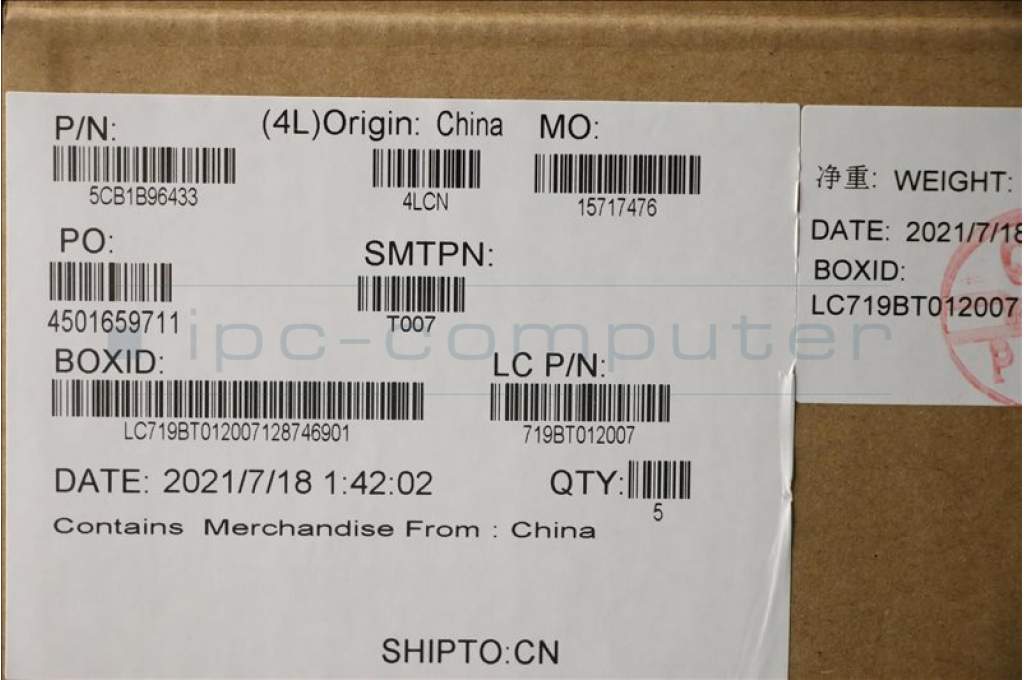 P/N:
5CB1B96433
(4L)Origin: China
4LCN
MO:
15717476
PO:
4501659711
SMTPN:
T007
BOXID:
LC719BT012007128746901
LC P/N:
719BT012007
DATE: 2021/7/18 1:42:02
QTY:
5
Contains Merchandise From : China
SHIPTO:CN
净重: WEIGHT:
DATE: 2021/7/18
BOXID:
LC719BT012007
ipc-computer